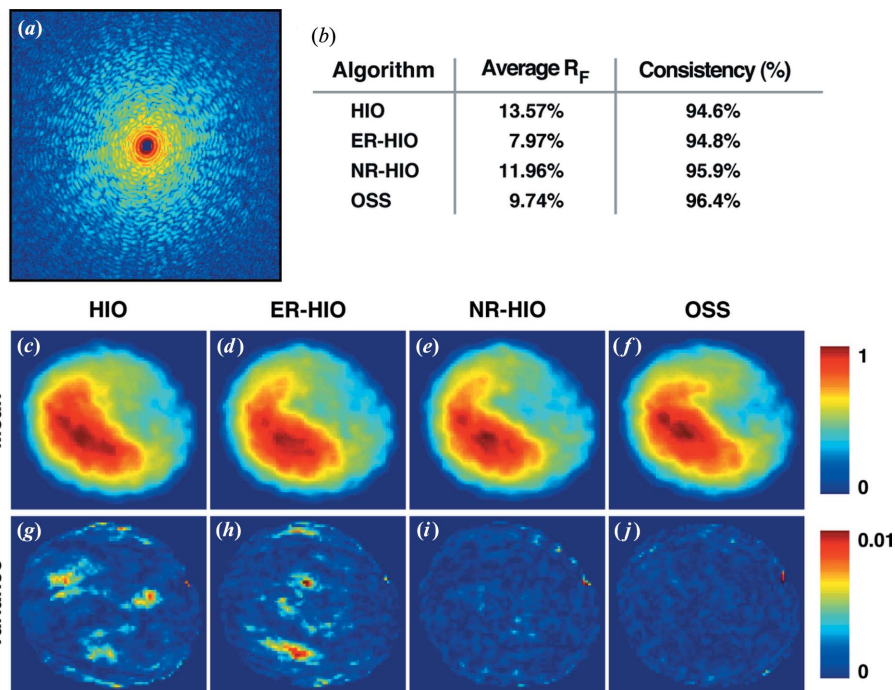 (a)
(b)
Algorithm Average R_F Consistency (%)
HIO 13.57% 94.6%
ER-HIO 7.97% 94.8%
NR-HIO 11.96% 95.9%
OSS 9.74% 96.4%
HIO ER-HIO NR-HIO OSS
(c) (d) (e) (f) 1
0
(g) (h) (i) (j) 0.01
0